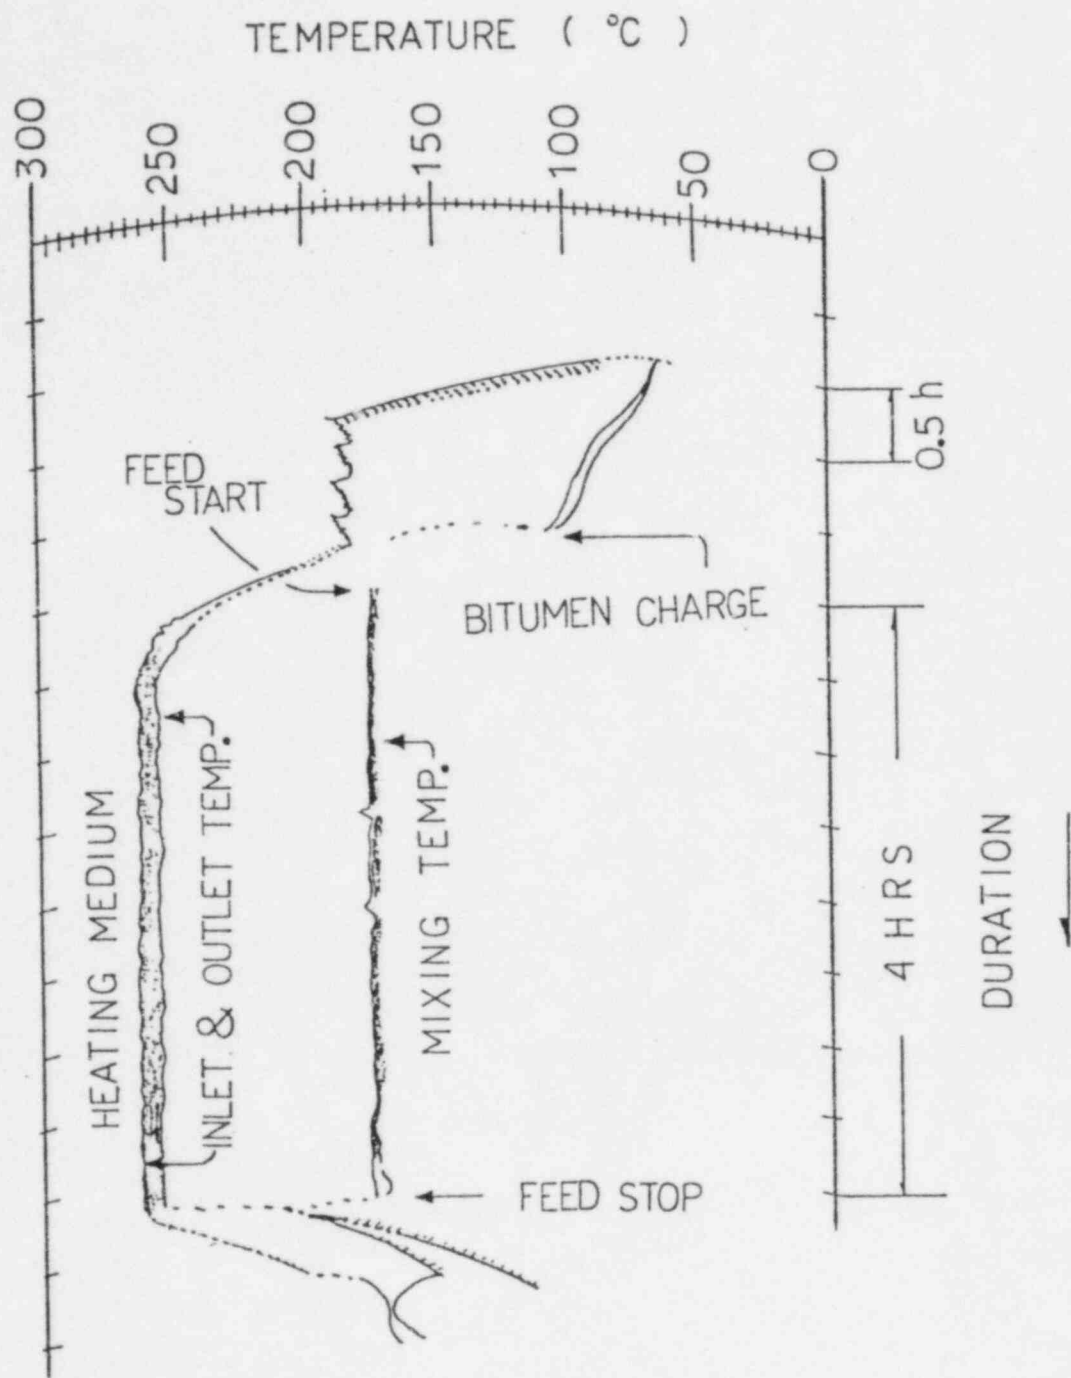 TEMPERATURE ( °C )
300
250
200
150
100
50
0
0.5 h
FEED
START
BITUMEN CHARGE
HEATING MEDIUM
INLET & OUTLET TEMP.
MIXING TEMP.
4 HRS
DURATION
FEED STOP